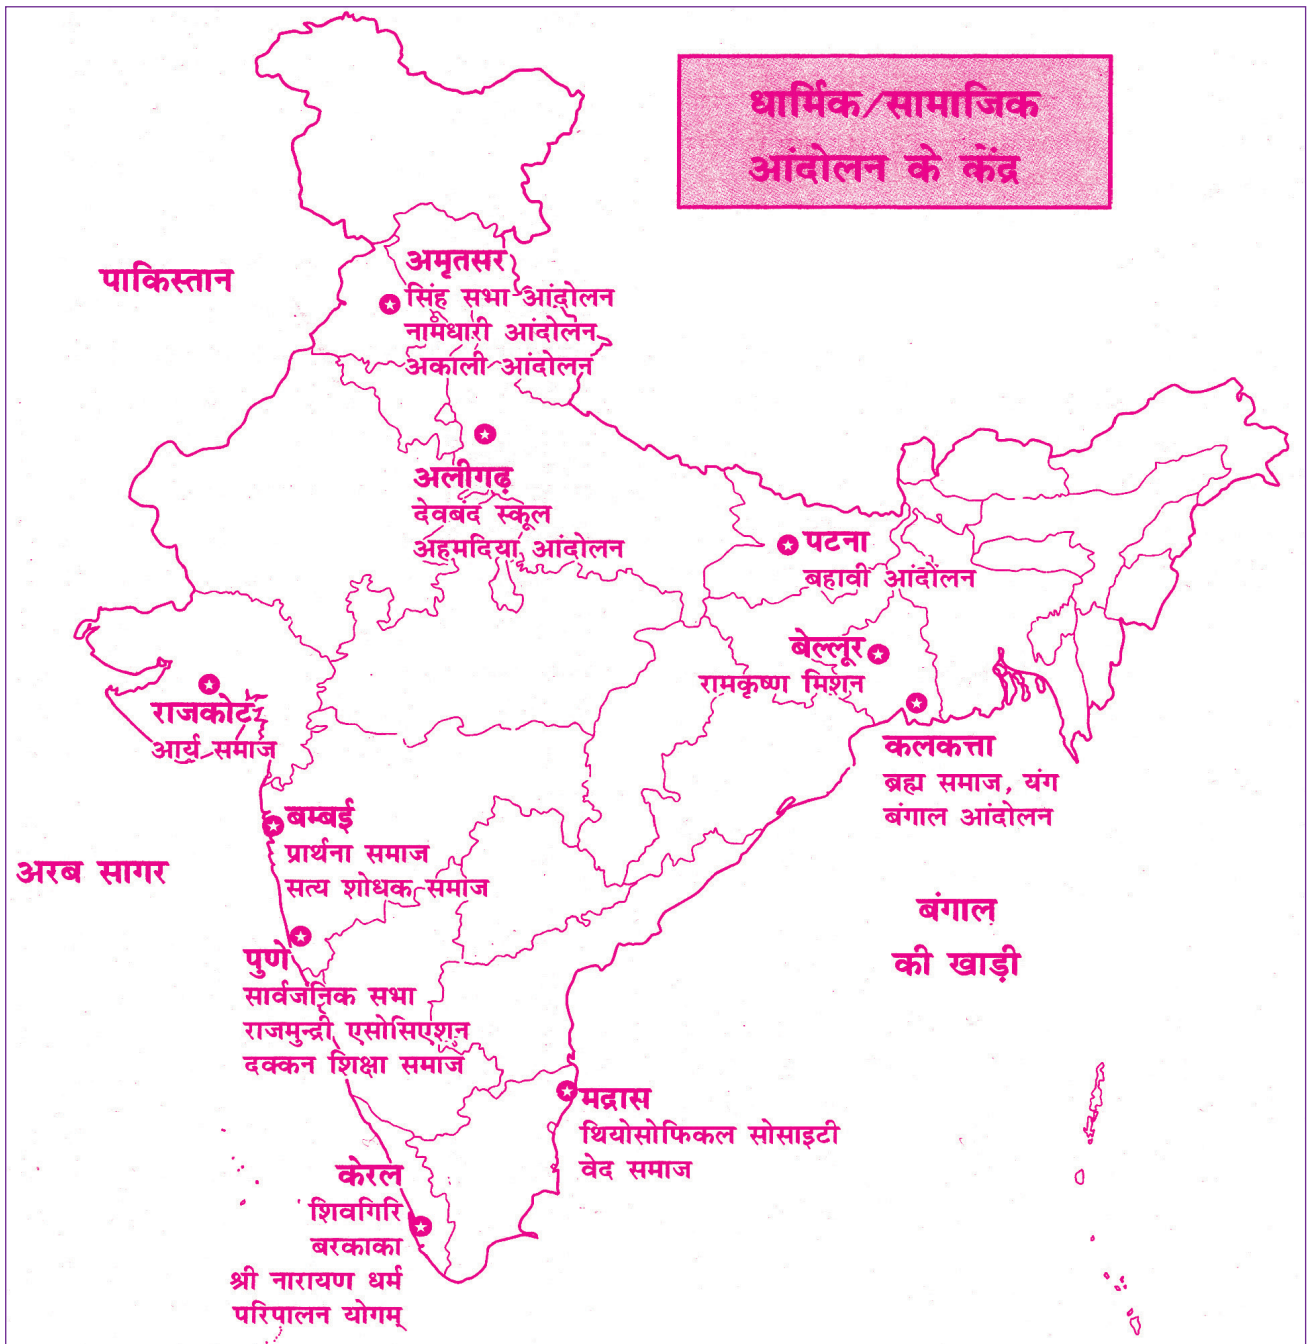 धार्मिक/सामाजिक
आंदोलन के केंद्र
पाकिस्तान
अमृतसर
सिंह सभा आंदोलन
नामधारी आंदोलन
अकाली आंदोलन
अलीगढ़
देवबंद स्कूल
अहमदिया आंदोलन
पटना
बहावी आंदोलन
बेल्लूर
रामकृष्ण मिशन
राजकोट
आर्य समाज
कलकत्ता
ब्रह्म समाज, यंग
बंगाल आंदोलन
बम्बई
प्रार्थना समाज
सत्य शोधक समाज
अरब सागर
बंगाल
की खाड़ी
पुणे
सार्वजनिक सभा
राजमुन्द्री एसोसिएशन
दक्कन शिक्षा समाज
मद्रास
थियोसोफिकल सोसाइटी
वेद समाज
केरल
शिवगिरि
बरकाका
श्री नारायण धर्म
परिपालन योगम्